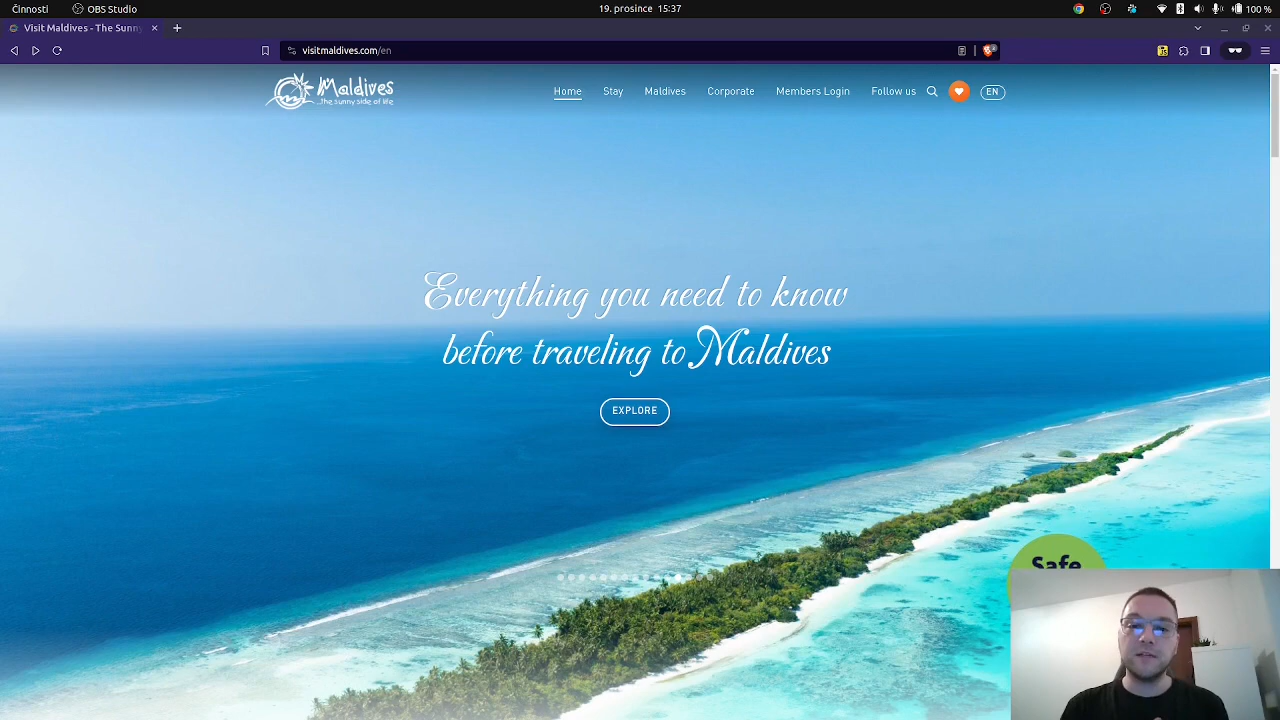 Činnosti
OBS Studio
19. prosince 15:37
100 %
Visit Maldives - The Sunny
visitmaldives.com/en
Maldives
...the sunny side of life
Home
Stay
Maldives
Corporate
Members Login
Follow us
EN
Everything you need to know
before traveling to Maldives
EXPLORE
Safe